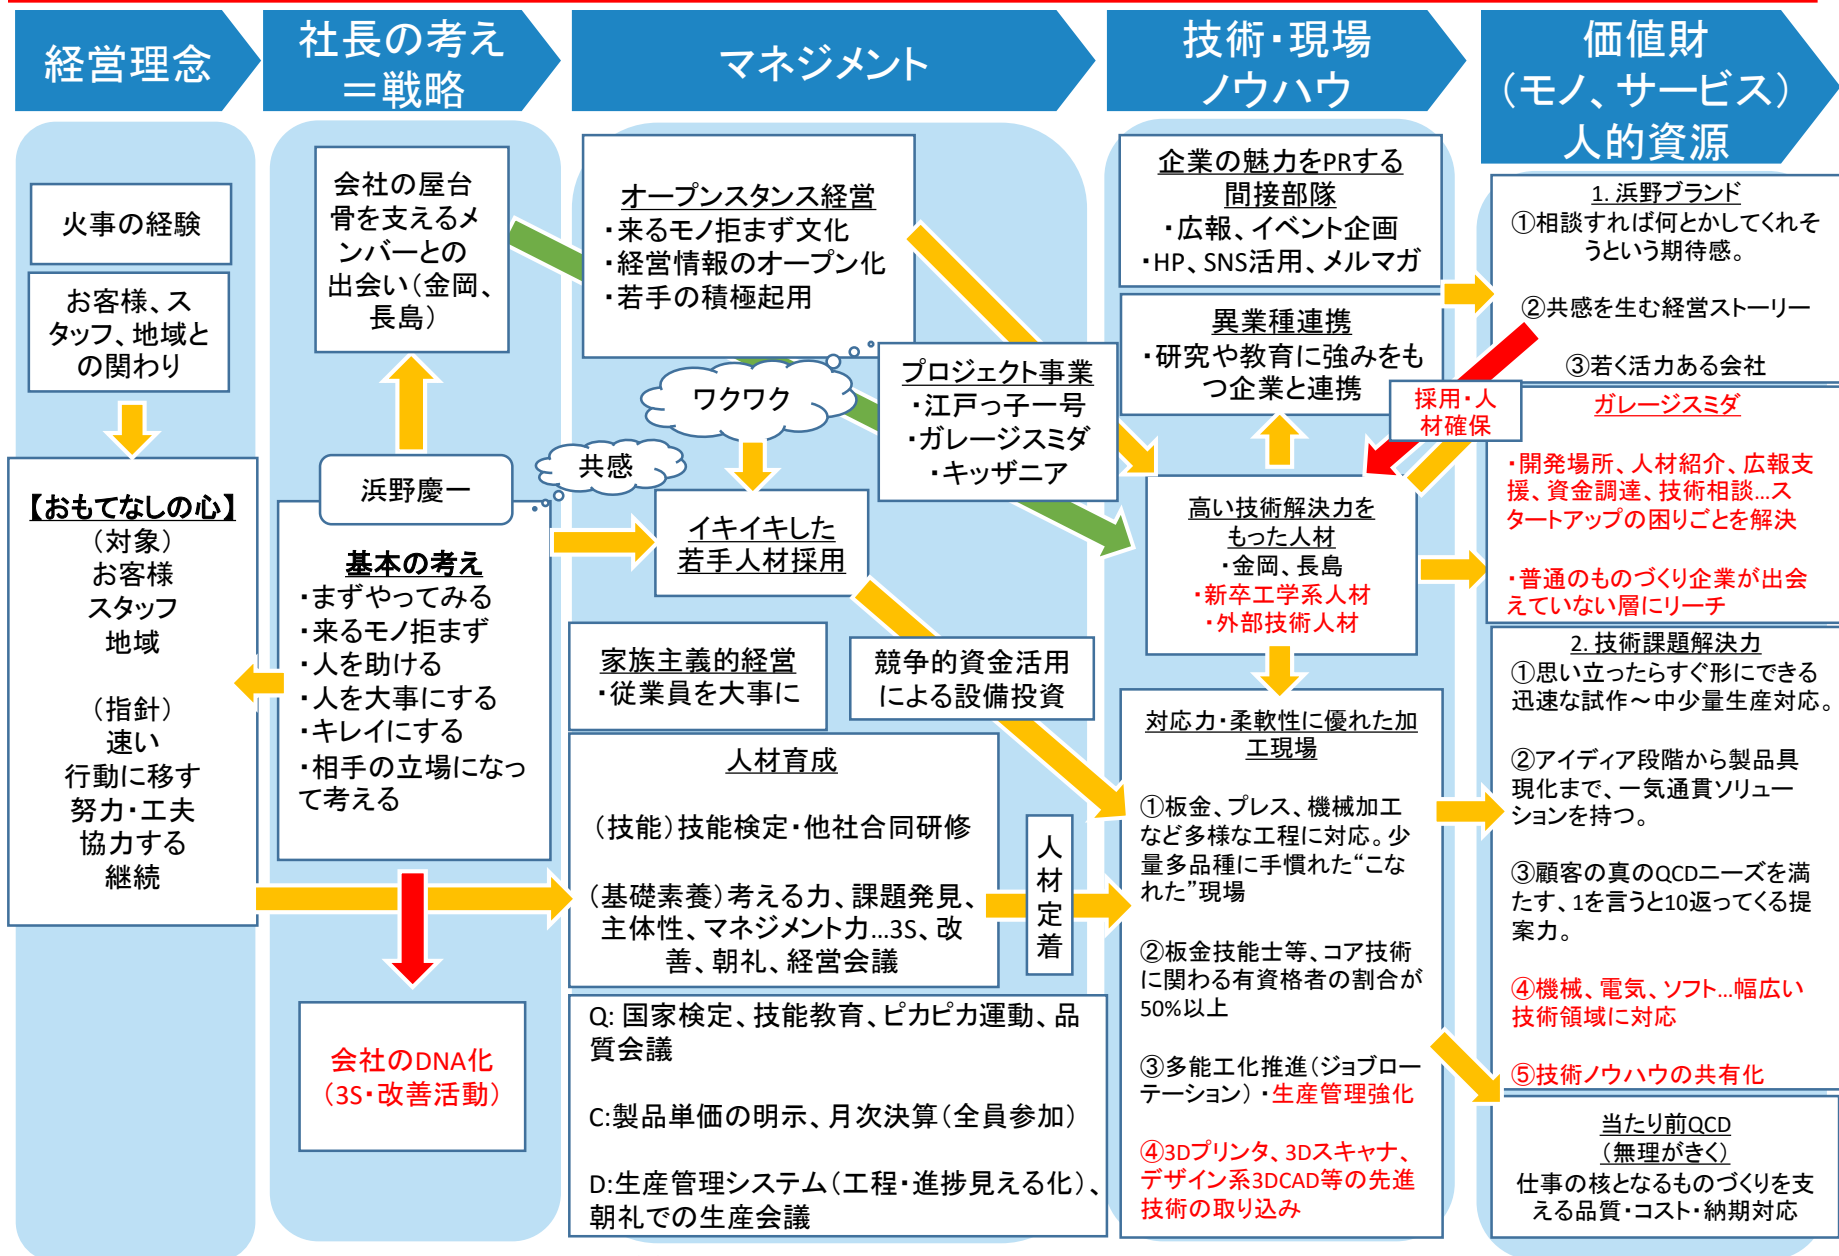 経営理念
社長の考え
＝戦略
マネジメント
技術・現場
ノウハウ
価値財
（モノ、サービス）
人的資源
火事の経験
お客様、ス
タッフ、地域と
の関わり
【おもてなしの心】
（対象）
お客様
スタッフ
地域
（指針）
速い
行動に移す
努力・工夫
協力する
継続
会社の屋台
骨を支えるメ
ンバーとの
出会い（金岡、
長島）
浜野慶一
基本の考え
・まずやってみる
・来るモノ拒まず
・人を助ける
・人を大事にする
・キレイにする
・相手の立場になっ
て考える
会社のDNA化
（3S・改善活動）
オープンスタンス経営
・来るモノ拒まず文化
・経営情報のオープン化
・若手の積極起用
ワクワク
共感
イキイキした
若手人材採用
プロジェクト事業
・江戸っ子一号
・ガレージスミダ
・キッザニア
家族主義的経営
・従業員を大事に
競争的資金活用
による設備投資
人材育成
（技能）技能検定・他社合同研修
（基礎素養）考える力、課題発見、
主体性、マネジメント力…3S、改
善、朝礼、経営会議
人
材
定
着
Q: 国家検定、技能教育、ピカピカ運動、品
質会議
C:製品単価の明示、月次決算（全員参加）
D:生産管理システム（工程・進捗見える化）、
朝礼での生産会議
企業の魅力をPRする
間接部隊
・広報、イベント企画
・HP、SNS活用、メルマガ
異業種連携
・研究や教育に強みをも
つ企業と連携
採用・人
材確保
高い技術解決力を
もった人材
・金岡、長島
・新卒工学系人材
・外部技術人材
対応力・柔軟性に優れた加
工現場
①板金、プレス、機械加工
など多様な工程に対応。少
量多品種に手慣れた“こな
れた”現場
②板金技能士等、コア技術
に関わる有資格者の割合が
50%以上
③多能工化推進（ジョブロー
テーション）・生産管理強化
④3Dプリンタ、3Dスキャナ、
デザイン系3DCAD等の先進
技術の取り込み
1. 浜野ブランド
①相談すれば何とかしてくれそ
うという期待感。
②共感を生む経営ストーリー
③若く活力ある会社
ガレージスミダ
・開発場所、人材紹介、広報支
援、資金調達、技術相談…ス
タートアップの困りごとを解決
・普通のものづくり企業が出会
えていない層にリーチ
2. 技術課題解決力
①思い立ったらすぐ形にできる
迅速な試作～中少量生産対応。
②アイディア段階から製品具
現化まで、一気通貫ソリュー
ションを持つ。
③顧客の真のQCDニーズを満
たす、1を言うと10返ってくる提
案力。
④機械、電気、ソフト…幅広い
技術領域に対応
⑤技術ノウハウの共有化
当たり前QCD
（無理がきく）
仕事の核となるものづくりを支
える品質・コスト・納期対応